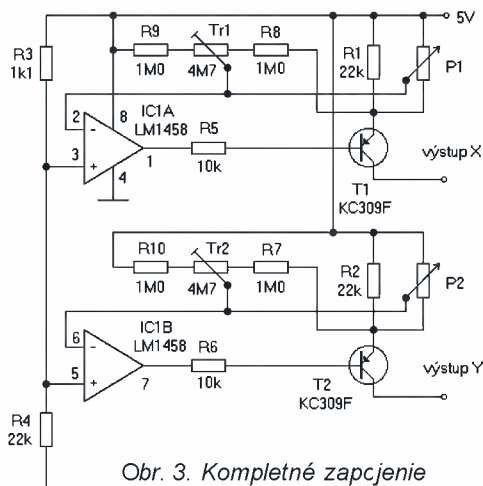 5V
R9
Tr1
R8
R3
1k1
1M0
4M7
1M0
R1
22k
P1
IC1A
LM1458
2
8
-
R5
3
+
1
4
10k
T1
KC309F
výstup X
R10
Tr2
R7
1M0
4M7
1M0
R2
22k
P2
IC1B
LM1458
6
-
R6
5
+
7
10k
T2
KC309F
výstup Y
R4
22k
Obr. 3. Kompletné zapojenie